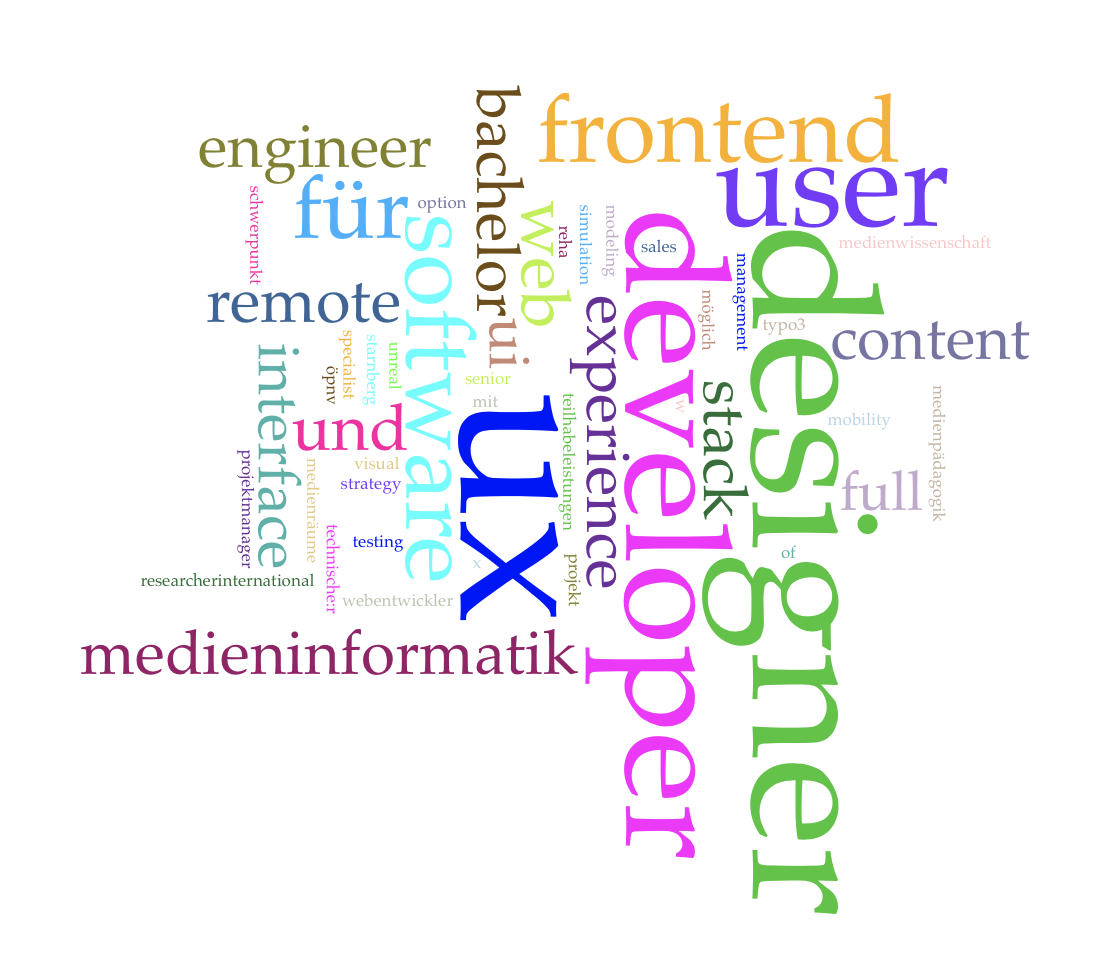 frontend
bachelor
engineer
user
für
schwerpunkt
option
software
web
reha
simulation
modeling
developer
sales
designer
medienwissenschaft
management
remote
ui
experience
möglich
typo3
content
interface
öpnv
specialist
starnberg
unreal
senior
mit
ux
teilhabeleistungen
w
stack
mobility
medienpädagogik
und
projektmanager
medienräume
visual
strategy
full
technische:r
testing
x
projekt
of
researcherinternational
webentwickler
medieninformatik